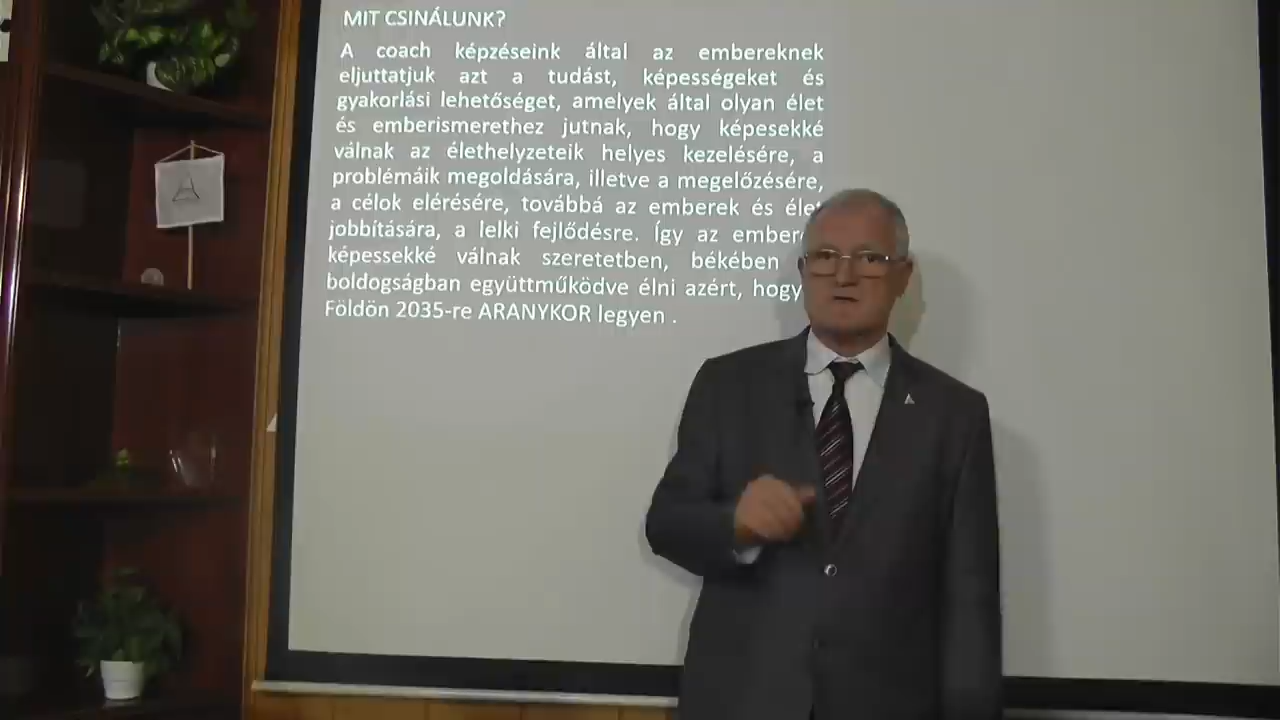 MIT CSINÁLUNK?
A coach képzéseink által az embereknek
eljuttatjuk azt a tudást, képességeket és
gyakorlási lehetőséget, amelyek által olyan élet
és emberismerethez jutnak, hogy képesekké
válnak az élethelyzeteik helyes kezelésére, a
problémáik megoldására, illetve a megelőzésére,
a célok elérésére, továbbá az emberek és élet
jobbítására, a lelki fejlődésre. Így az
képessekké válnak szeretetben, békében
boldogságban együttműködve élni azért, hogy
Földön 2035-re ARANYKOR legyen .